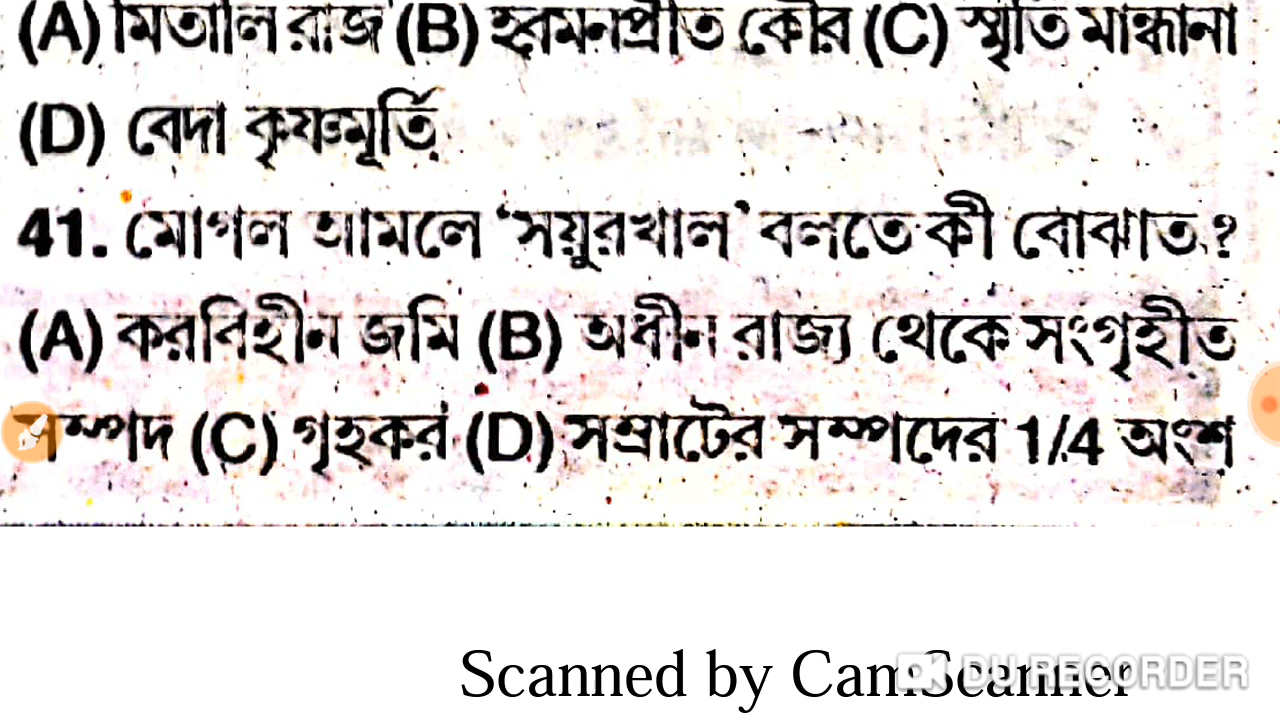 (A) মিতালি রাজ (B) হরমনপ্রীত কৌর (C) স্মৃতি মান্ধানা
(D) বেদা কৃষ্ণমূর্তি
41. মোগল আমলে ‘সয়ুরখাল’ বলতে কী বোঝাত ?
(A) করবিহীন জমি (B) অধীন রাজ্য থেকে সংগৃহীত
সম্পদ (C) গৃহকর (D) সম্রাটের সম্পদের 1/4 অংশ
Scanned by CamScanner
DU RECORDER